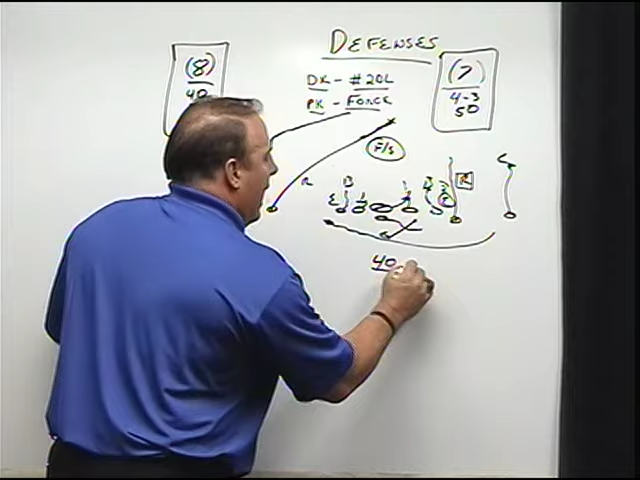 DEFENSES
(8)
40
DK - #20L
PK - FORCE
(7)
4-3
50
F/S
C
R
R
B
E
40